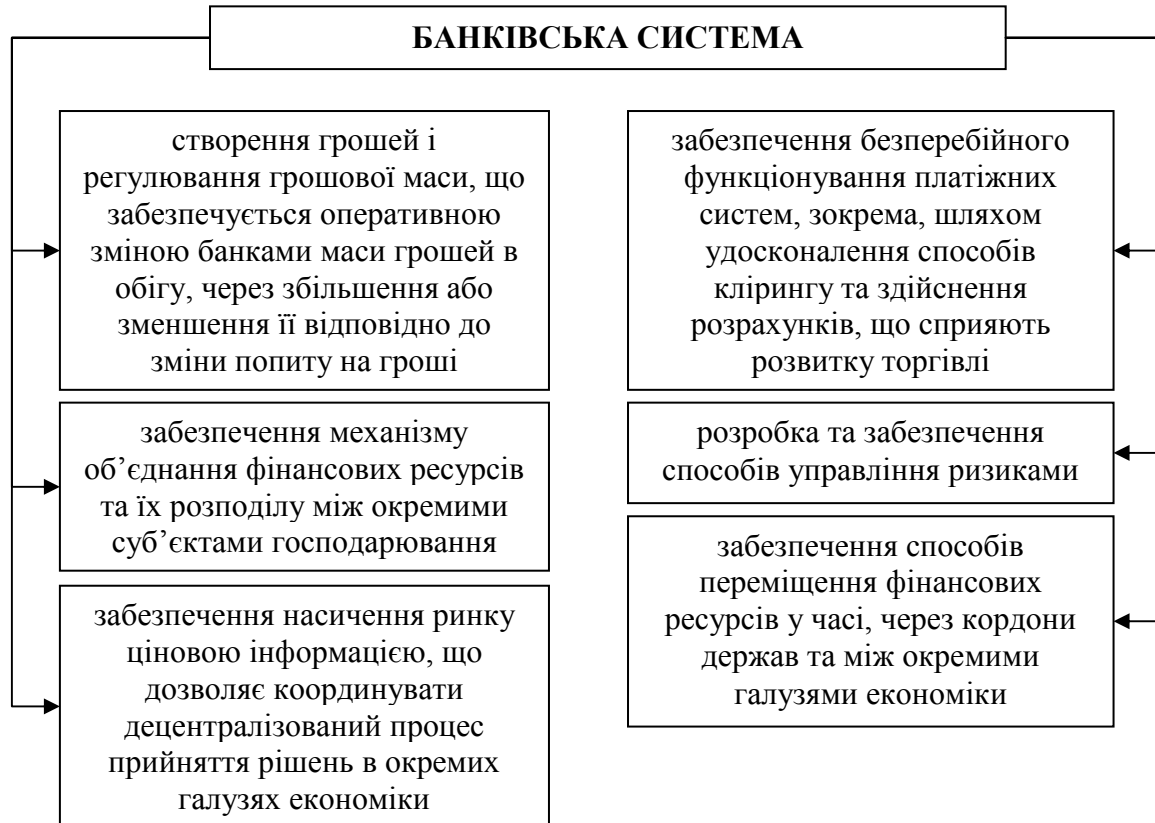 БАНКІВСЬКА СИСТЕМА
створення грошей і
регулювання грошової маси, що
забезпечується оперативною
зміною банками маси грошей в
обігу, через збільшення або
зменшення її відповідно до
зміни попиту на гроші
забезпечення механізму
об’єднання фінансових ресурсів
та їх розподілу між окремими
суб’єктами господарювання
забезпечення насичення ринку
ціновою інформацією, що
дозволяє координувати
децентралізований процес
прийняття рішень в окремих
галузях економіки
забезпечення безперебійного
функціонування платіжних
систем, зокрема, шляхом
удосконалення способів
клірингу та здійснення
розрахунків, що сприяють
розвитку торгівлі
розробка та забезпечення
способів управління ризиками
забезпечення способів
переміщення фінансових
ресурсів у часі, через кордони
держав та між окремими
галузями економіки